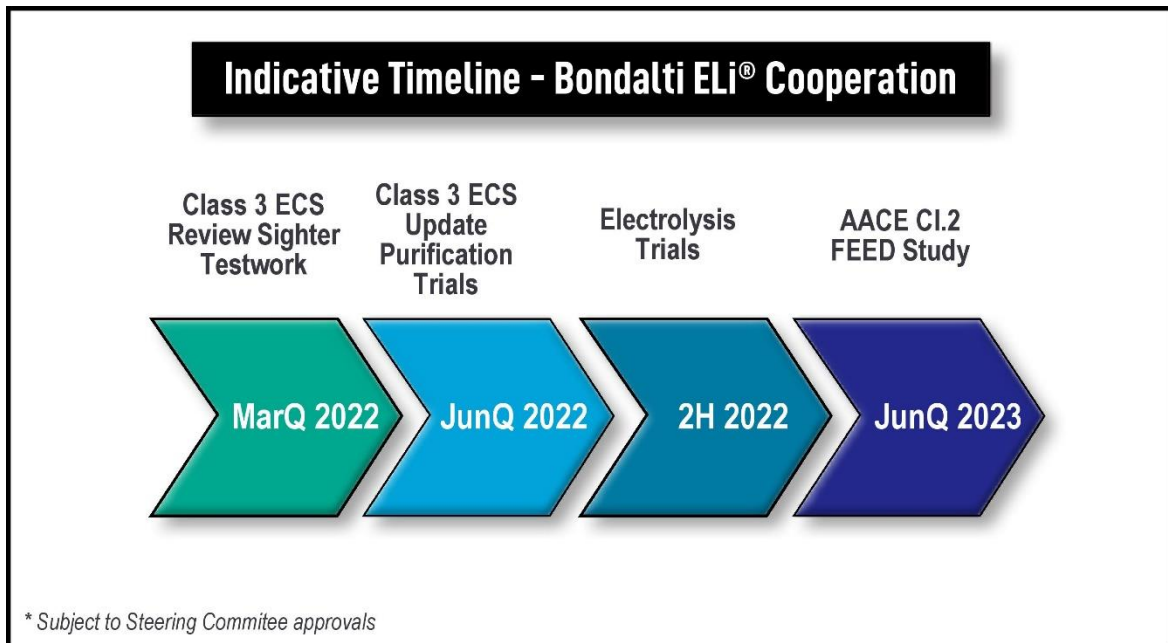 Indicative Timeline - Bondalti ELi® Cooperation
Class 3 ECS
Review Sighter
Testwork
Class 3 ECS
Update
Purification
Trials
Electrolysis
Trials
AACE Cl.2
FEED Study
MarQ 2022
JunQ 2022
2H 2022
JunQ 2023
* Subject to Steering Commitee approvals